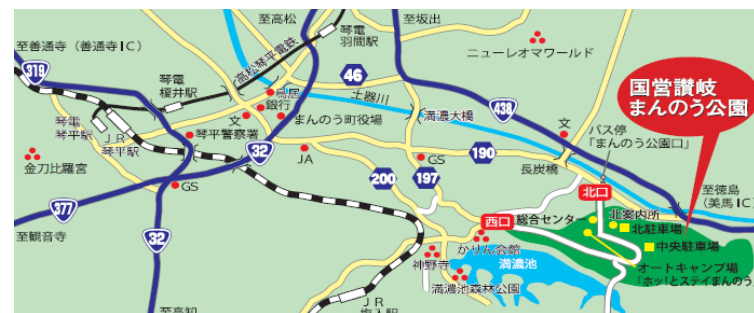 至高松
至坂出
琴電
羽間駅
ニューレオマワールド
至善通寺(善通寺IC)
319
高松琴平電鉄
琴電
榎井駅
46
国営讃岐
まんのう公園
鳥居
銀行
土器川
438
文
まんのう町役場
満濃大橋
文
バス停
「まんのう公園口」
琴電
琴平駅
JR
琴平駅
琴平警察署
32
JA
GS
190
長炭橋
金刀比羅宮
GS
200
197
北口
至徳島
(美馬IC)
377
西口
総合センター
北案内所
北駐車場
至観音寺
32
かりん会館
神野寺
満濃池
中央駐車場
オートキャンプ場
「ホッ!とステイまんのう」
満濃池森林公園
至高知
JR
塩入駅